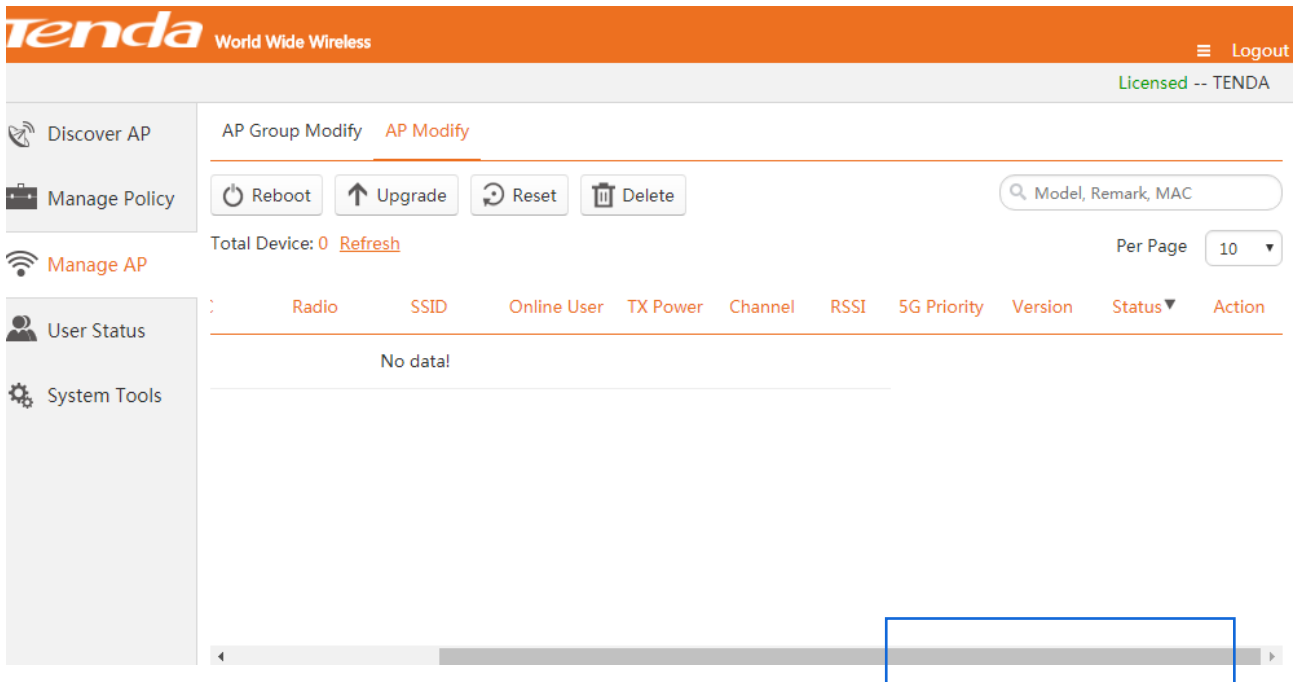 Tenda World Wide Wireless
Logout
Licensed -- TENDA
Discover AP
Manage Policy
Manage AP
User Status
System Tools
AP Group Modify AP Modify
Reboot Upgrade Reset Delete Model, Remark, MAC
Total Device: 0 Refresh Per Page 10
Radio SSID Online User TX Power Channel RSSI 5G Priority Version Status▼ Action
No data!